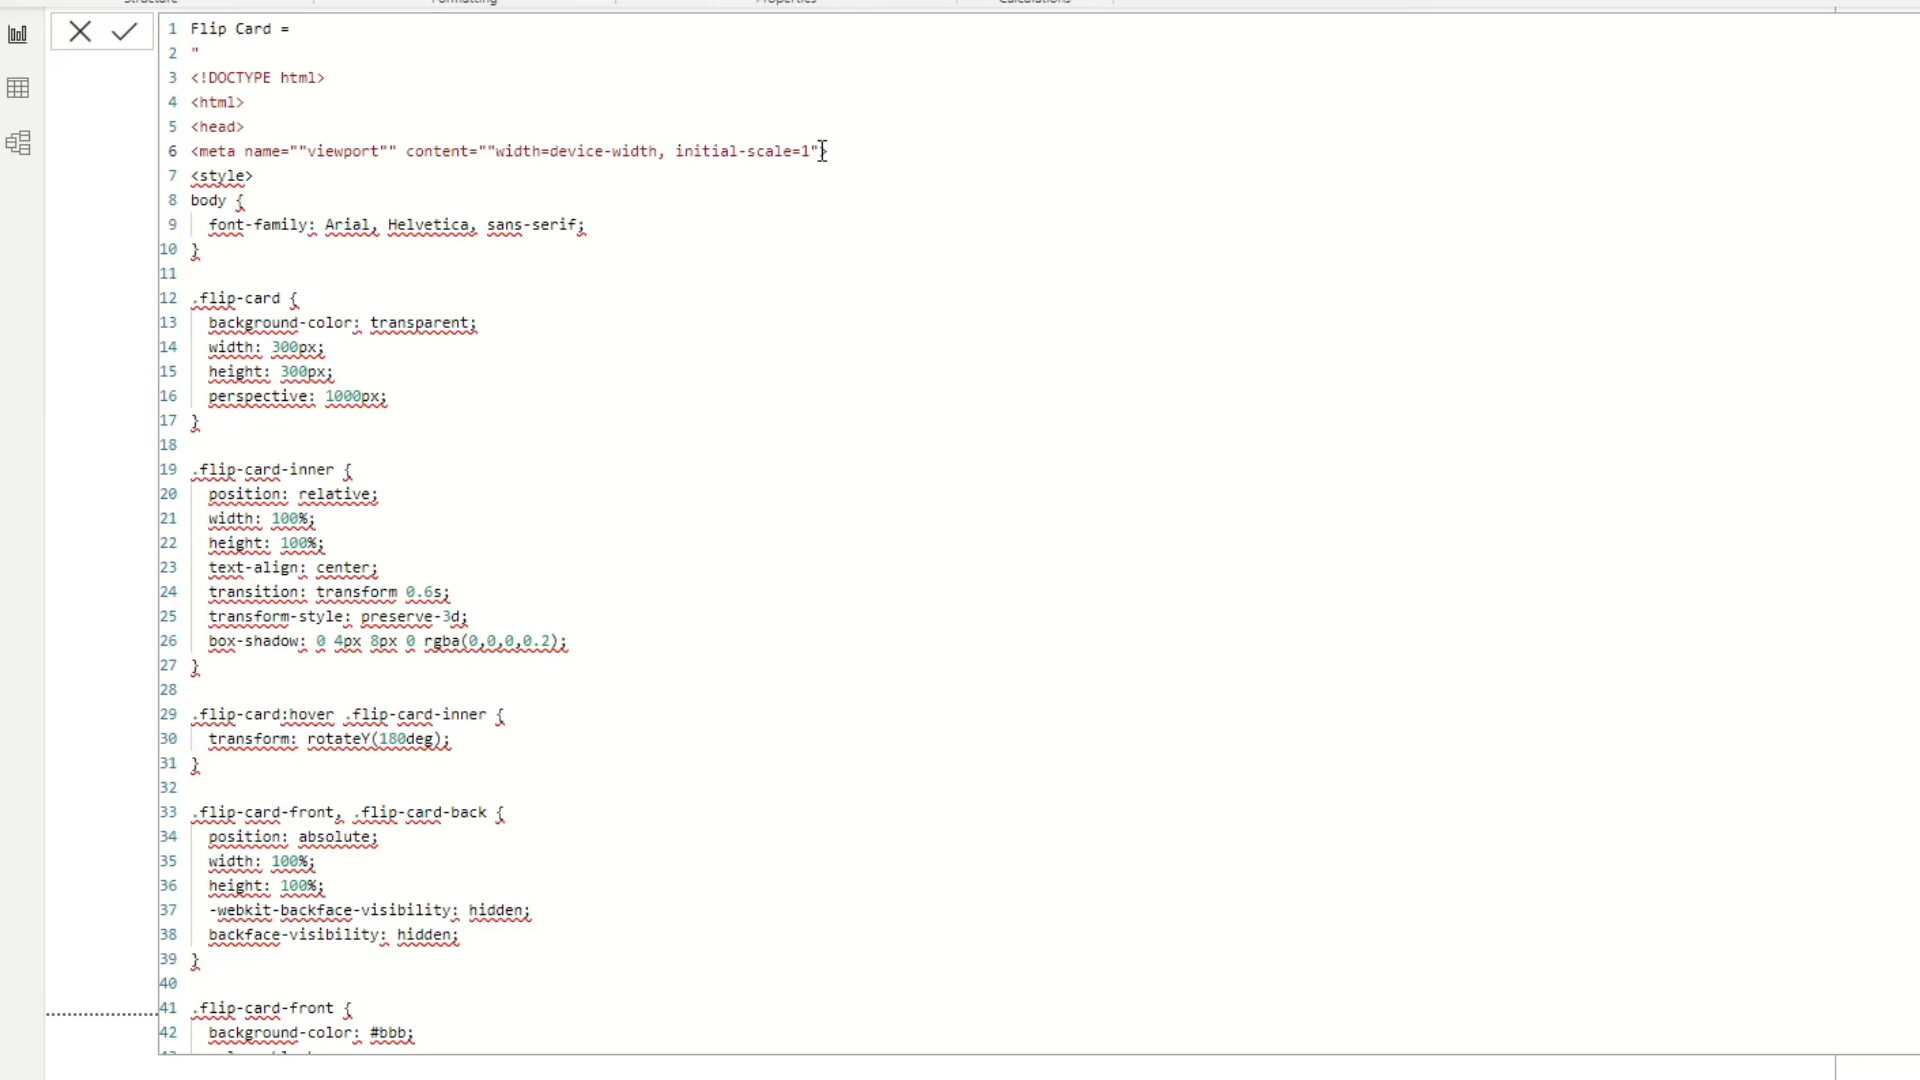 Structure Formatting Properties Calculations
1 Flip Card =
2 "
3 <!DOCTYPE html>
4 <html>
5 <head>
6 <meta name=""viewport"" content=""width=device-width, initial-scale=1">
7 <style>
8 body {
9 font-family: Arial, Helvetica, sans-serif;
10 }
11
12 .flip-card {
13 background-color: transparent;
14 width: 300px;
15 height: 300px;
16 perspective: 1000px;
17 }
18
19 .flip-card-inner {
20 position: relative;
21 width: 100%;
22 height: 100%;
23 text-align: center;
24 transition: transform 0.6s;
25 transform-style: preserve-3d;
26 box-shadow: 0 4px 8px 0 rgba(0,0,0,0.2);
27 }
28
29 .flip-card:hover .flip-card-inner {
30 transform: rotateY(180deg);
31 }
32
33 .flip-card-front, .flip-card-back {
34 position: absolute;
35 width: 100%;
36 height: 100%;
37 -webkit-backface-visibility: hidden;
38 backface-visibility: hidden;
39 }
40
41 .flip-card-front {
42 background-color: #bbb;